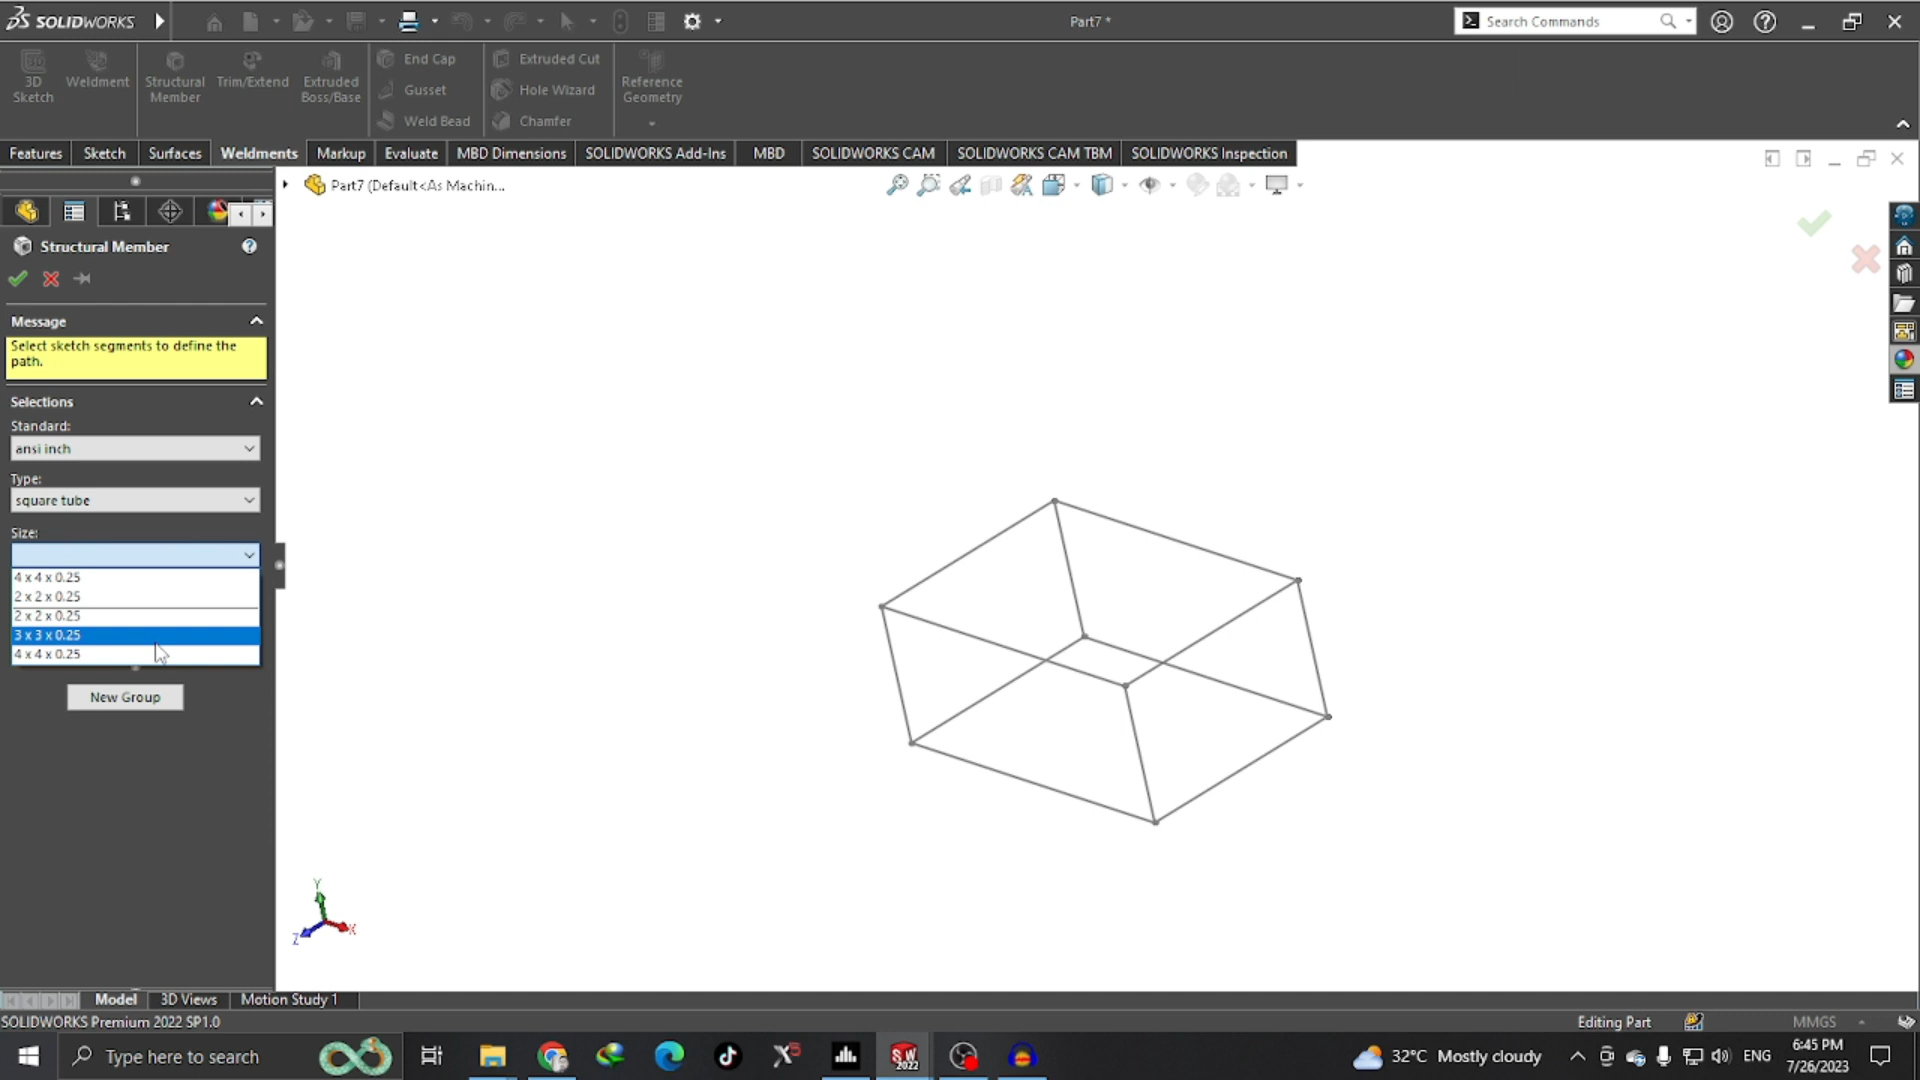 SOLIDWORKS
Part7 *
Search Commands
3D Sketch
Weldment
Structural Member
Trim/Extend
Extruded Boss/Base
End Cap
Gusset
Weld Bead
Extruded Cut
Hole Wizard
Chamfer
Reference Geometry
Features
Sketch
Surfaces
Weldments
Markup
Evaluate
MBD Dimensions
SOLIDWORKS Add-Ins
MBD
SOLIDWORKS CAM
SOLIDWORKS CAM TBM
SOLIDWORKS Inspection
Part7 (Default<As Machin...
Structural Member
Message
Select sketch segments to define the
path.
Selections
Standard:
ansi inch
Type:
square tube
Size:
4 x 4 x 0.25
2 x 2 x 0.25
2 x 2 x 0.25
3 x 3 x 0.25
4 x 4 x 0.25
New Group
Y
Z
X
Model
3D Views
Motion Study 1
SOLIDWORKS Premium 2022 SP1.0
Editing Part
MMGS
Type here to search
SW
2022
32°C Mostly cloudy
ENG
6:45 PM
7/26/2023